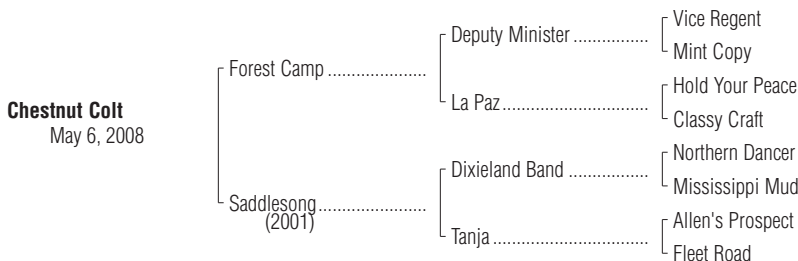 Vice Regent
Deputy Minister ................
Mint Copy
Forest Camp .....................
Hold Your Peace
La Paz..............................
Classy Craft
Chestnut Colt
May 6, 2008
Northern Dancer
Dixieland Band .................
Mississippi Mud
Saddlesong.......................
(2001)
Allen's Prospect
Tanja ................................
Fleet Road